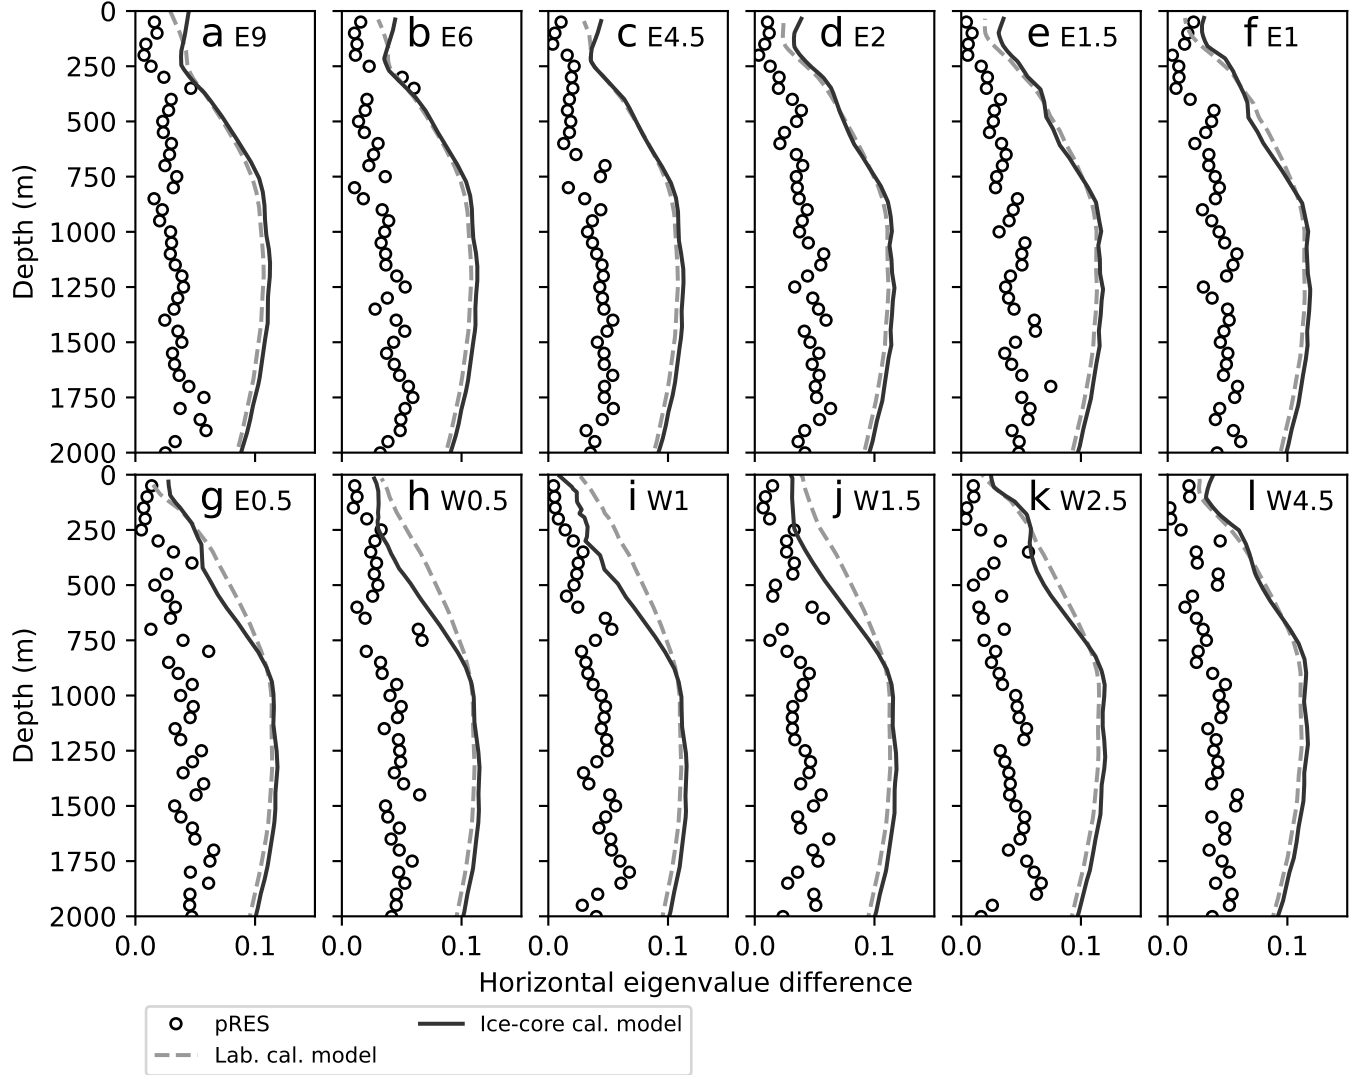 a E9
b E6
c E4.5
d E2
e E1.5
f E1
0
250
500
750
1000
1250
1500
1750
2000
Depth (m)
g E0.5
h W0.5
i W1
j W1.5
k W2.5
l W4.5
0
250
500
750
1000
1250
1500
1750
2000
Depth (m)
0.0 0.1 0.0 0.1 0.0 0.1 0.0 0.1 0.0 0.1 0.0 0.1
Horizontal eigenvalue difference
pRES
Ice-core cal. model
Lab. cal. model